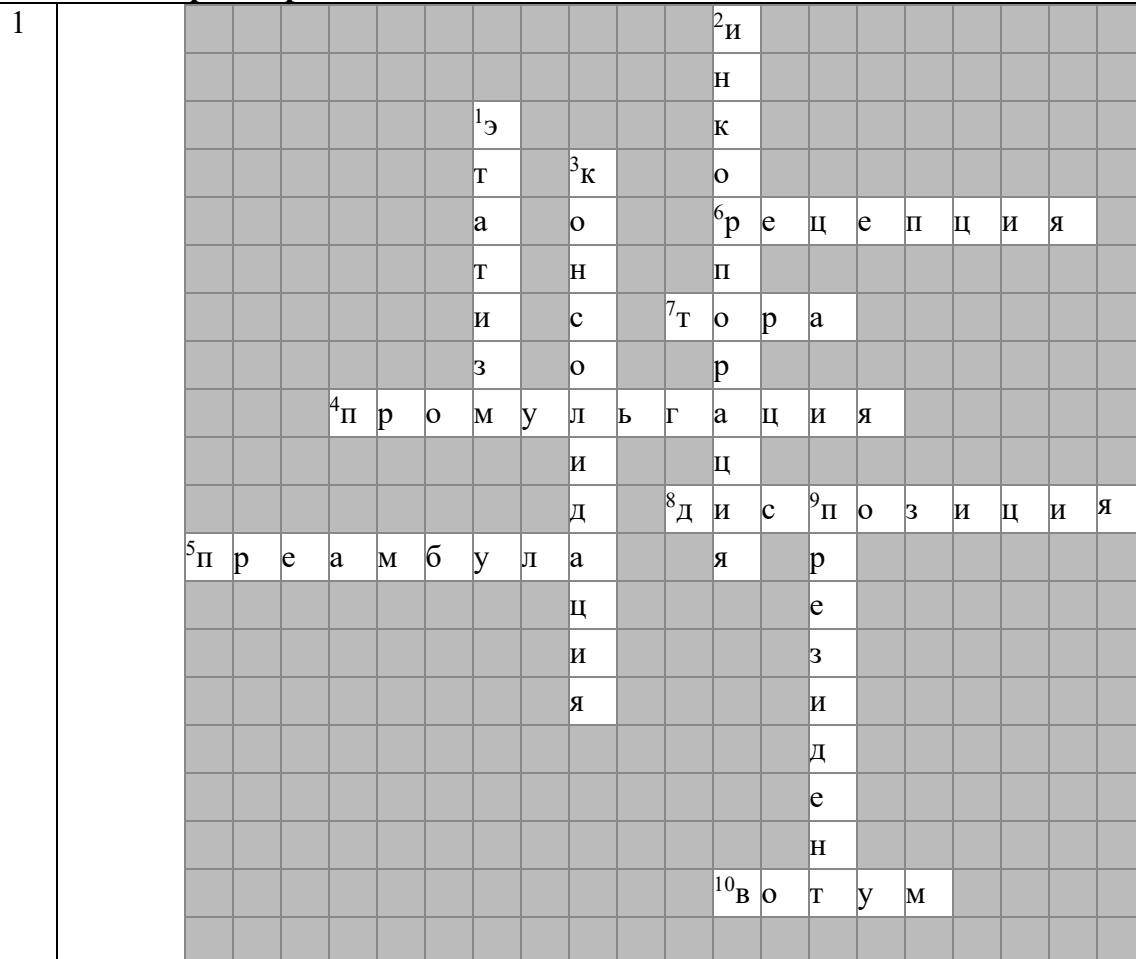 1 2и
н
1э к
т 3к о
а о 6р е ц е п ц и я
т н п
и с 7т о р а
з о р
4п р о м у л ь г а ц и я
и ц
д 8д и с 9п о з и ц и я
5п р е а м б у л а я р
ц е
и з
я и
д
е
н
10в о т у м